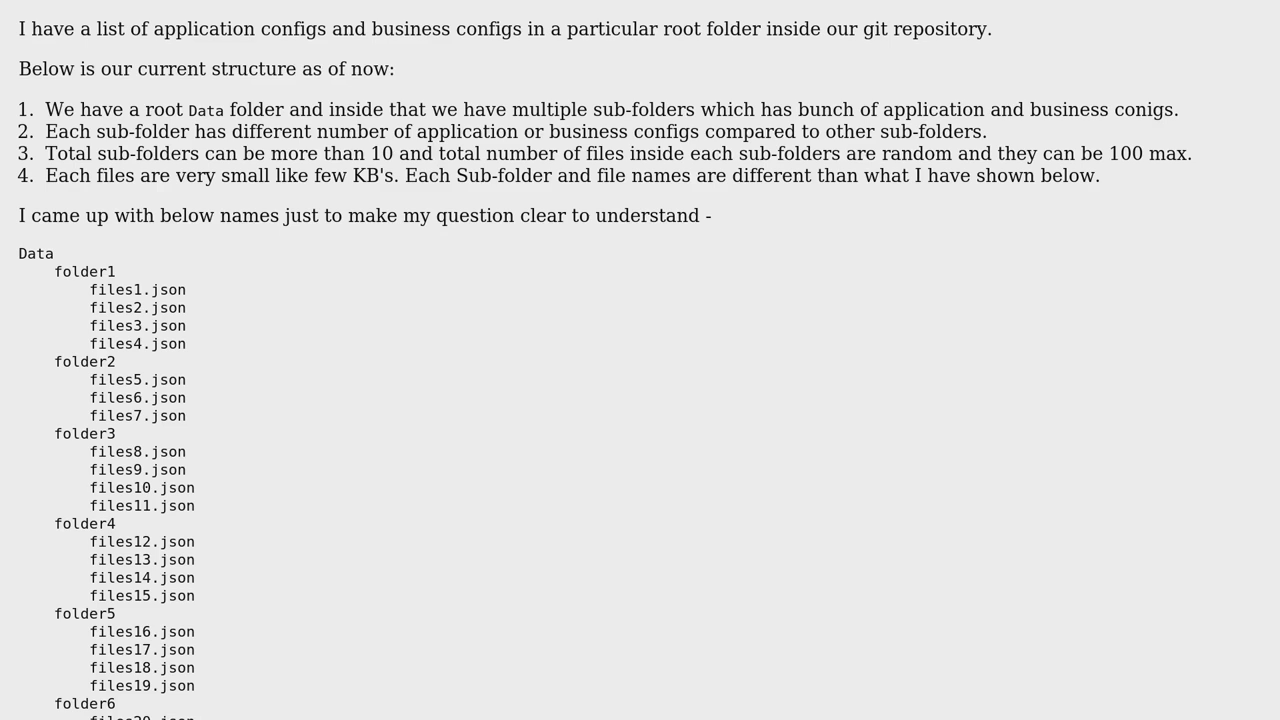 I have a list of application configs and business configs in a particular root folder inside our git repository.
Below is our current structure as of now:
1. We have a root Data folder and inside that we have multiple sub-folders which has bunch of application and business conigs.
2. Each sub-folder has different number of application or business configs compared to other sub-folders.
3. Total sub-folders can be more than 10 and total number of files inside each sub-folders are random and they can be 100 max.
4. Each files are very small like few KB's. Each Sub-folder and file names are different than what I have shown below.
I came up with below names just to make my question clear to understand -
Data
folder1
files1.json
files2.json
files3.json
files4.json
folder2
files5.json
files6.json
files7.json
folder3
files8.json
files9.json
files10.json
files11.json
folder4
files12.json
files13.json
files14.json
files15.json
folder5
files16.json
files17.json
files18.json
files19.json
folder6